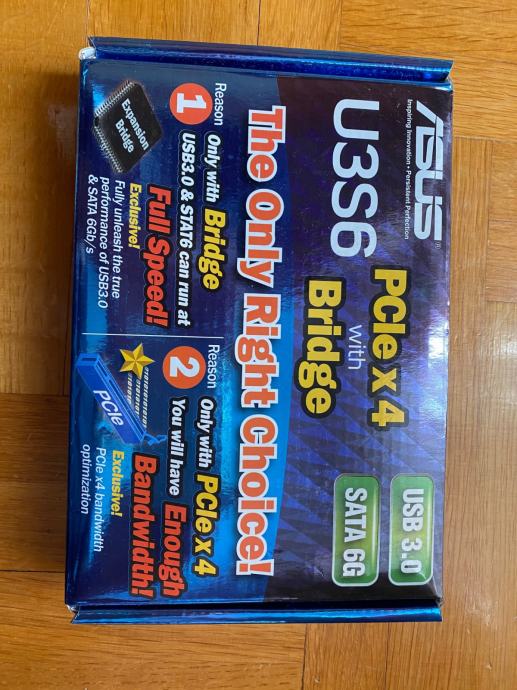 ASUS®
Inspiring Innovation • Persistent Perfection
U3S6
PCIe x 4
with
Bridge
USB 3.0
SATA 6G
The Only Right Choice!
Reason
1
Only with Bridge
USB3.0 & STAT6 can run at
Full Speed!
Exclusive!
Fully unleash the true
performance of USB3.0
& SATA 6Gb/s
Expansion
Bridge
Reason
2
Only with PCIe x 4
You will have Enough
Bandwidth!
Exclusive!
PCIe x4 bandwidth
optimization
PCIe